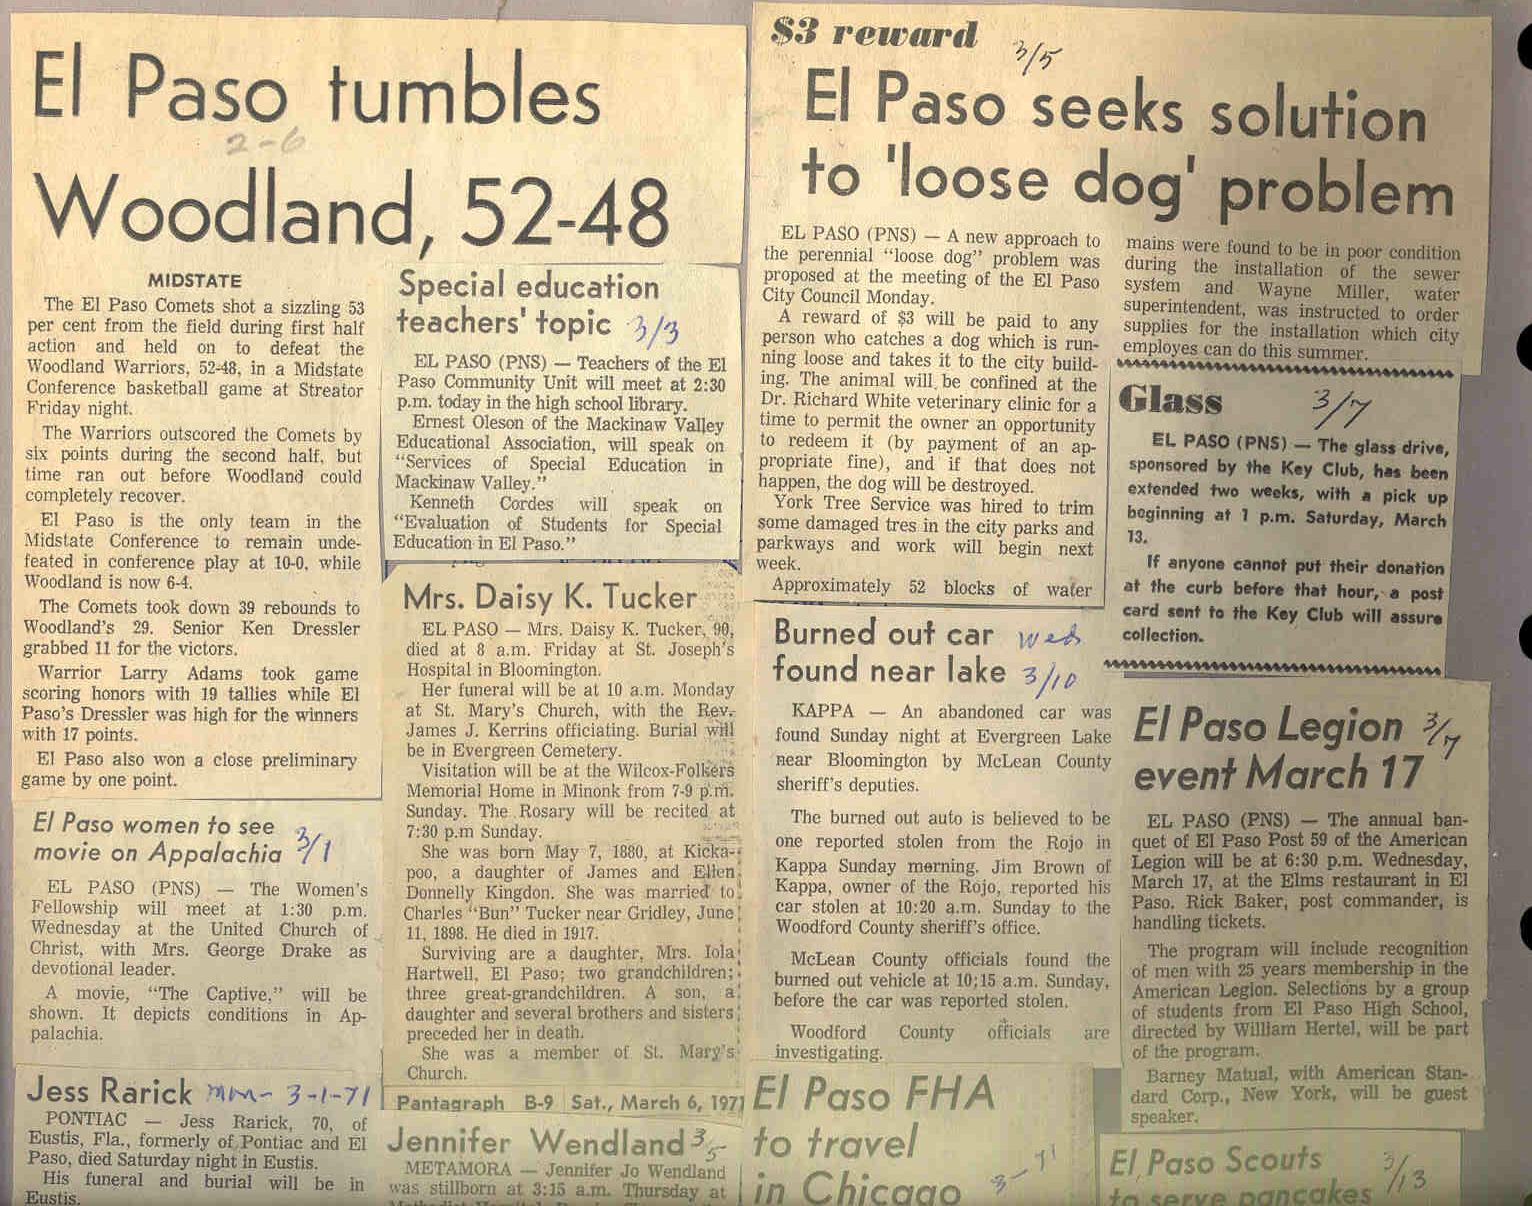 El Paso tumbles
2-6
Woodland, 52-48
MIDSTATE
The El Paso Comets shot a sizzling 53
per cent from the field during first half
action and held on to defeat the
Woodland Warriors, 52-48, in a Midstate
Conference basketball game at Streator
Friday night.
The Warriors outscored the Comets by
six points during the second half, but
time ran out before Woodland could
completely recover.
El Paso is the only team in the
Midstate Conference to remain unde-
feated in conference play at 10-0, while
Woodland is now 6-4.
The Comets took down 39 rebounds to
Woodland's 29. Senior Ken Dressler
grabbed 11 for the victors.
Warrior Larry Adams took game
scoring honors with 19 tallies while El
Paso's Dressler was high for the winners
with 17 points.
El Paso also won a close preliminary
game by one point.
El Paso women to see
movie on Appalachia 3/1
EL PASO (PNS) — The Women's
Fellowship will meet at 1:30 p.m.
Wednesday at the United Church of
Christ, with Mrs. George Drake as
devotional leader.
A movie, "The Captive," will be
shown. It depicts conditions in Ap-
palachia.
Jess Rarick 3-1-71
PONTIAC — Jess Rarick, 70, of
Eustis, Fla., formerly of Pontiac and El
Paso, died Saturday night in Eustis.
His funeral and burial will be in
Eustis.
Special education
teachers' topic 3/3
EL PASO (PNS) — Teachers of the El
Paso Community Unit will meet at 2:30
p.m. today in the high school library.
Ernest Oleson of the Mackinaw Valley
Educational Association, will speak on
"Services of Special Education in
Mackinaw Valley."
Kenneth Cordes will speak on
"Evaluation of Students for Special
Education in El Paso."
Mrs. Daisy K. Tucker
EL PASO — Mrs. Daisy K. Tucker, 90,
died at 8 a.m. Friday at St. Joseph's
Hospital in Bloomington.
Her funeral will be at 10 a.m. Monday
at St. Mary's Church, with the Rev.
James J. Kerrins officiating. Burial will
be in Evergreen Cemetery.
Visitation will be at the Wilcox-Folkers
Memorial Home in Minonk from 7-9 p.m.
Sunday. The Rosary will be recited at
7:30 p.m Sunday.
She was born May 7, 1880, at Kicka-
poo, a daughter of James and Ellen
Donnelly Kingdon. She was married to
Charles "Bun" Tucker near Gridley, June
11, 1898. He died in 1917.
Surviving are a daughter, Mrs. Iola
Hartwell, El Paso; two grandchildren;
three great-grandchildren. A son, a
daughter and several brothers and sisters
preceded her in death.
She was a member of St. Mary's
Church.
Pantagraph B-9 Sat., March 6, 1971
Jennifer Wendland 3/5
METAMORA — Jennifer Jo Wendland
was stillborn at 3:15 a.m. Thursday at
$3 reward 3/5
El Paso seeks solution
to 'loose dog' problem
EL PASO (PNS) — A new approach to
the perennial "loose dog" problem was
proposed at the meeting of the El Paso
City Council Monday.
A reward of $3 will be paid to any
person who catches a dog which is run-
ning loose and takes it to the city build-
ing. The animal will be confined at the
Dr. Richard White veterinary clinic for a
time to permit the owner an opportunity
to redeem it (by payment of an ap-
propriate fine), and if that does not
happen, the dog will be destroyed.
York Tree Service was hired to trim
some damaged tres in the city parks and
parkways and work will begin next
week.
Approximately 52 blocks of water
mains were found to be in poor condition
during the installation of the sewer
system and Wayne Miller, water
superintendent, was instructed to order
supplies for the installation which city
employes can do this summer.
Glass 3/7
EL PASO (PNS) — The glass drive,
sponsored by the Key Club, has been
extended two weeks, with a pick up
beginning at 1 p.m. Saturday, March
13.
If anyone cannot put their donation
at the curb before that hour, a post
card sent to the Key Club will assure
collection.
Burned out car Wed
found near lake 3/10
KAPPA — An abandoned car was
found Sunday night at Evergreen Lake
near Bloomington by McLean County
sheriff's deputies.
The burned out auto is believed to be
one reported stolen from the Rojo in
Kappa Sunday morning. Jim Brown of
Kappa, owner of the Rojo, reported his
car stolen at 10:20 a.m. Sunday to the
Woodford County sheriff's office.
McLean County officials found the
burned out vehicle at 10;15 a.m. Sunday,
before the car was reported stolen.
Woodford County officials are
investigating.
El Paso FHA
to travel
in Chicago
El Paso Legion 3/7
event March 17
EL PASO (PNS) — The annual ban-
quet of El Paso Post 59 of the American
Legion will be at 6:30 p.m. Wednesday,
March 17, at the Elms restaurant in El
Paso. Rick Baker, post commander, is
handling tickets.
The program will include recognition
of men with 25 years membership in the
American Legion. Selections by a group
of students from El Paso High School,
directed by William Hertel, will be part
of the program.
Barney Matual, with American Stan-
dard Corp., New York, will be guest
speaker.
El Paso Scouts 3/13
to serve pancakes